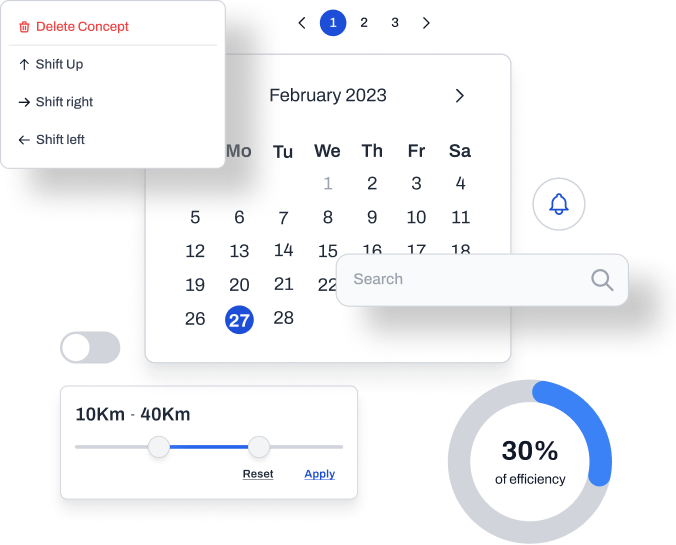 1 2 3
Delete Concept
Shift Up
Shift right
Shift left
February 2023
Mo Tu We Th Fr Sa
1 2 3 4
5 6 7 8 9 10 11
12 13 14 15 16 17 18
19 20 21 22
26 27 28
Search
10Km - 40Km
Reset Apply
30%
of efficiency